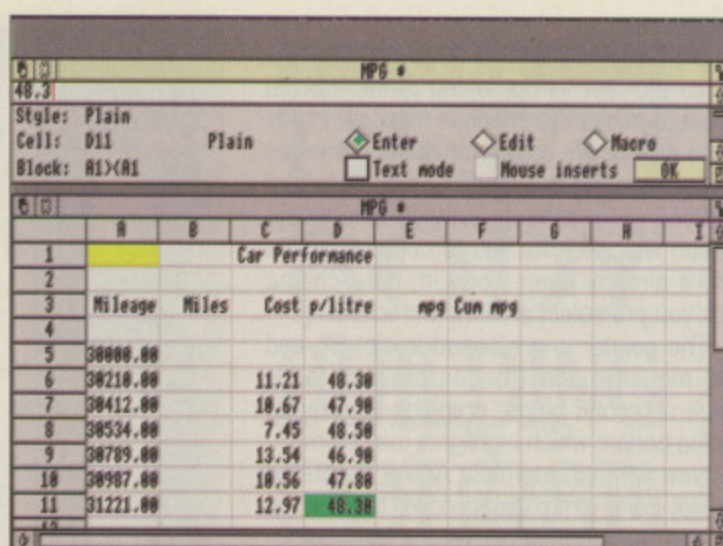 MPG *
48.3
Style: Plain
Cell: D11 Plain Enter Edit Macro
Block: A1><A1 Text mode Mouse inserts OK
MPG *
A B C D E F G H I
1 Car Performance
2
3 Mileage Miles Cost p/litre mpg Cum mpg
4
5 30000.00
6 30210.00 11.21 48.30
7 30412.00 10.67 47.90
8 30534.00 7.45 48.50
9 30789.00 13.54 46.90
10 30987.00 10.56 47.80
11 31221.00 12.97 48.30